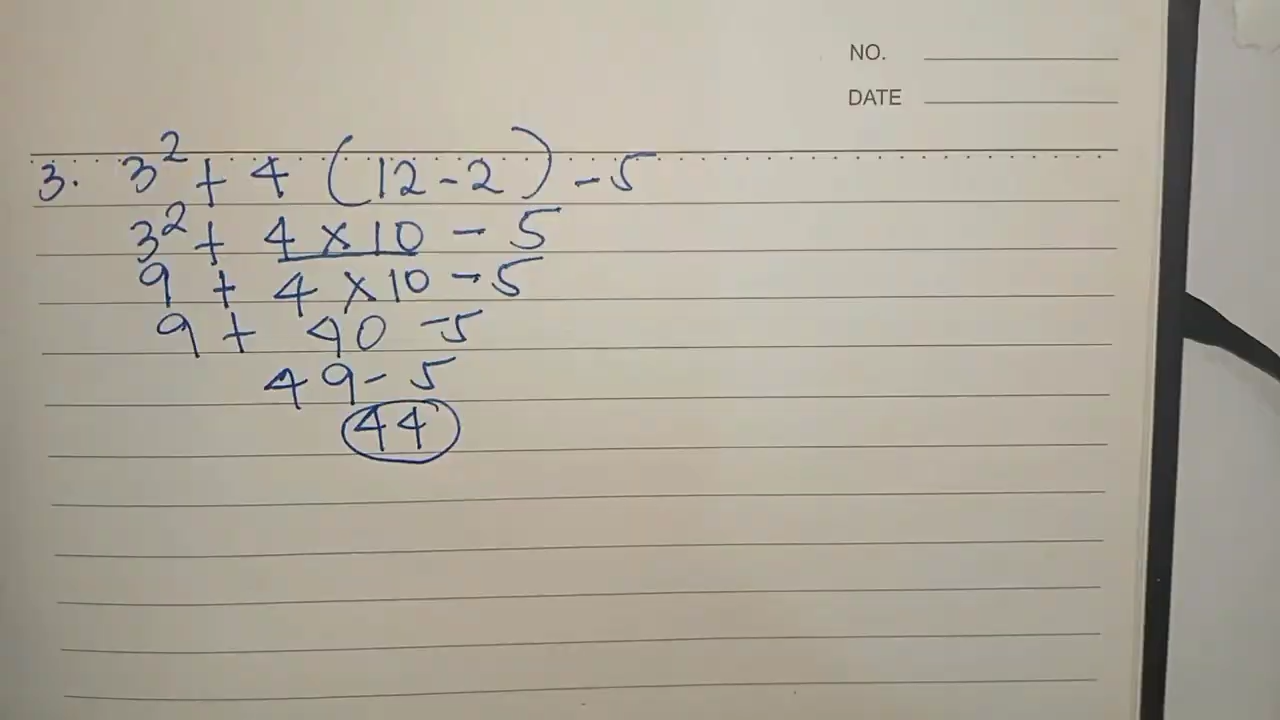 NO.
DATE
3. 3² + 4 (12 - 2) - 5
3² + 4 × 10 - 5
9 + 4 × 10 - 5
9 + 40 - 5
49 - 5
44